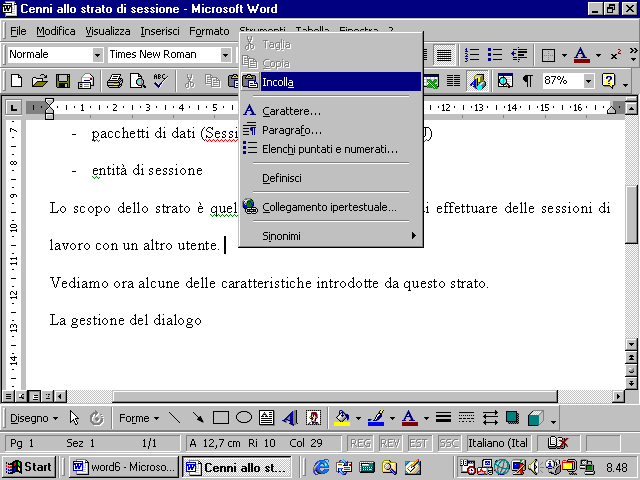 Cenni allo strato di sessione - Microsoft Word
File Modifica Visualizza Inserisci Formato Strumenti Tabella Finestra ?
Normale Times New Roman
87%
Taglia
Copia
Incolla
Carattere...
Paragrafo...
Elenchi puntati e numerati...
Definisci
Collegamento ipertestuale...
Sinonimi
- pacchetti di dati (Sessi
- entità di sessione
Lo scopo dello strato è quel si effettuare delle sessioni di
lavoro con un altro utente.
Vediamo ora alcune delle caratteristiche introdotte da questo strato.
La gestione del dialogo
Disegno Forme
Pg 1 Sez 1 1/1 A 12,7 cm Ri 10 Col 29 REG REV EST SSC Italiano (Ital
Start word6 - Microso... Cenni allo st... 8.48